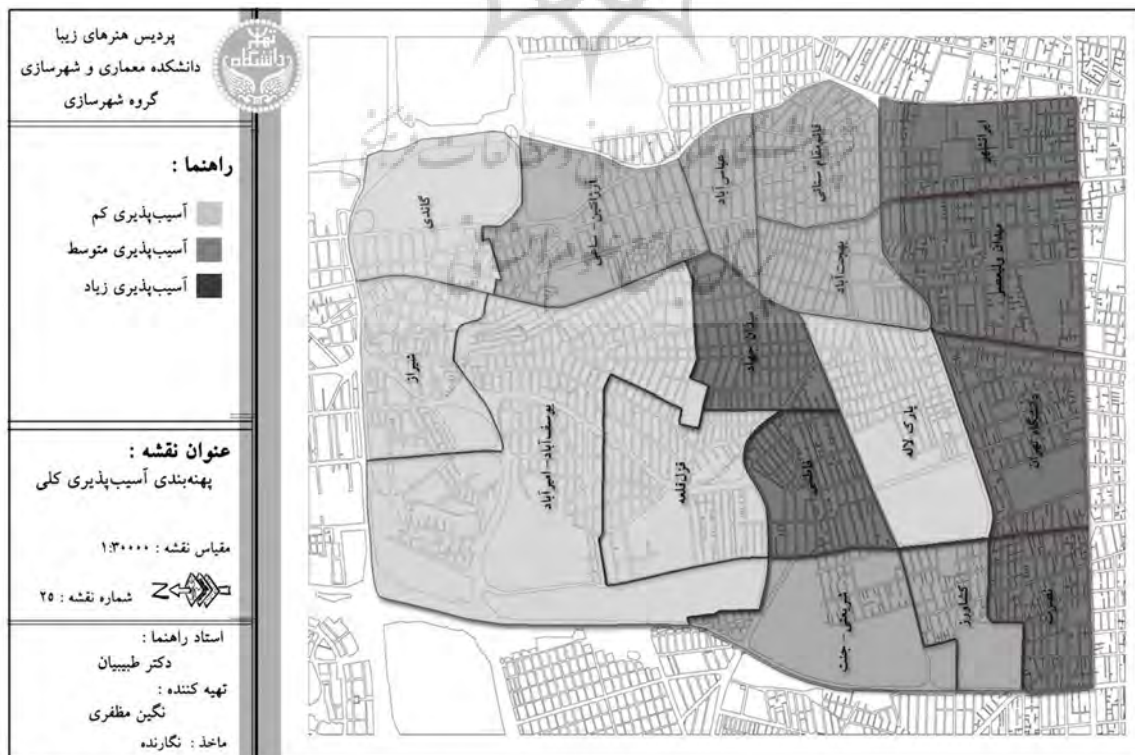 پردیس هنرهای زیبا
دانشکده معماری و شهرسازی
گروه شهرسازی
راهنما :
آسیب‌پذیری کم
آسیب‌پذیری متوسط
آسیب‌پذیری زیاد
عنوان نقشه :
پهنه‌بندی آسیب‌پذیری کلی
مقیاس نقشه : ۱:۳۰۰۰۰
شماره نقشه : ۲۵
N
استاد راهنما :
دکتر طبیبیان
تهیه کننده :
نگین مظفری
ماخذ : نگارنده
گاندی
آرژانتین - ساعی
عباس‌آباد
قائم‌مقام سنائی
ایرانشهر
شیراز
یوسف‌آباد - امیرآباد
میدان جهاد
بهجت‌آباد
میدان ولیعصر
قزل‌قلعه
فاطمی
پارک لاله
دانشگاه تهران
شریعتی - جنت
کشاورز
نصرت